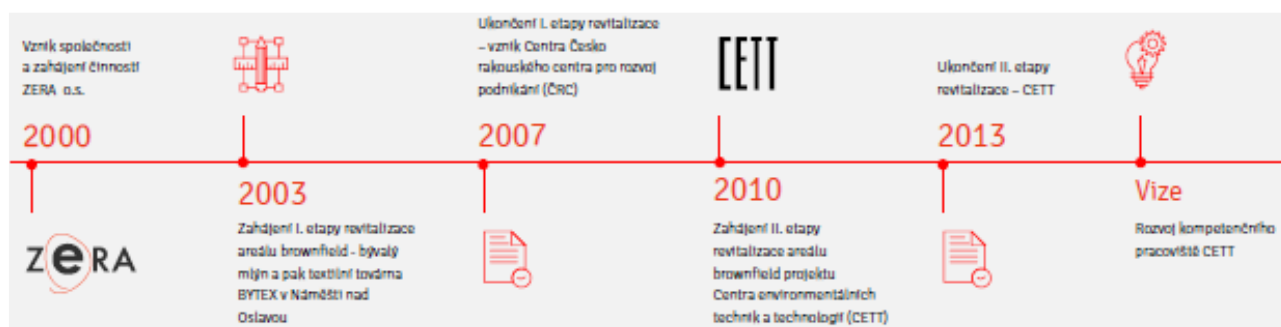 Vznik společnosti
a zahájení činnosti
ZERA o.s.
2000
ZeRA
2003
Zahájení I. etapy revitalizace
areálu brownfield - bývalý
mlýn a pak textilní továrna
BYTEX v Náměšti nad
Oslavou
Ukončení I. etapy revitalizace
– vznik Centra Česko
rakouského centra pro rozvoj
podnikání (ČRC)
2007
CETT
2010
Zahájení II. etapy
revitalizace areálu
brownfield projektu
Centra environmentálních
technik a technologií (CETT)
Ukončení II. etapy
revitalizace – CETT
2013
Vize
Rozvoj kompetenčního
pracoviště CETT